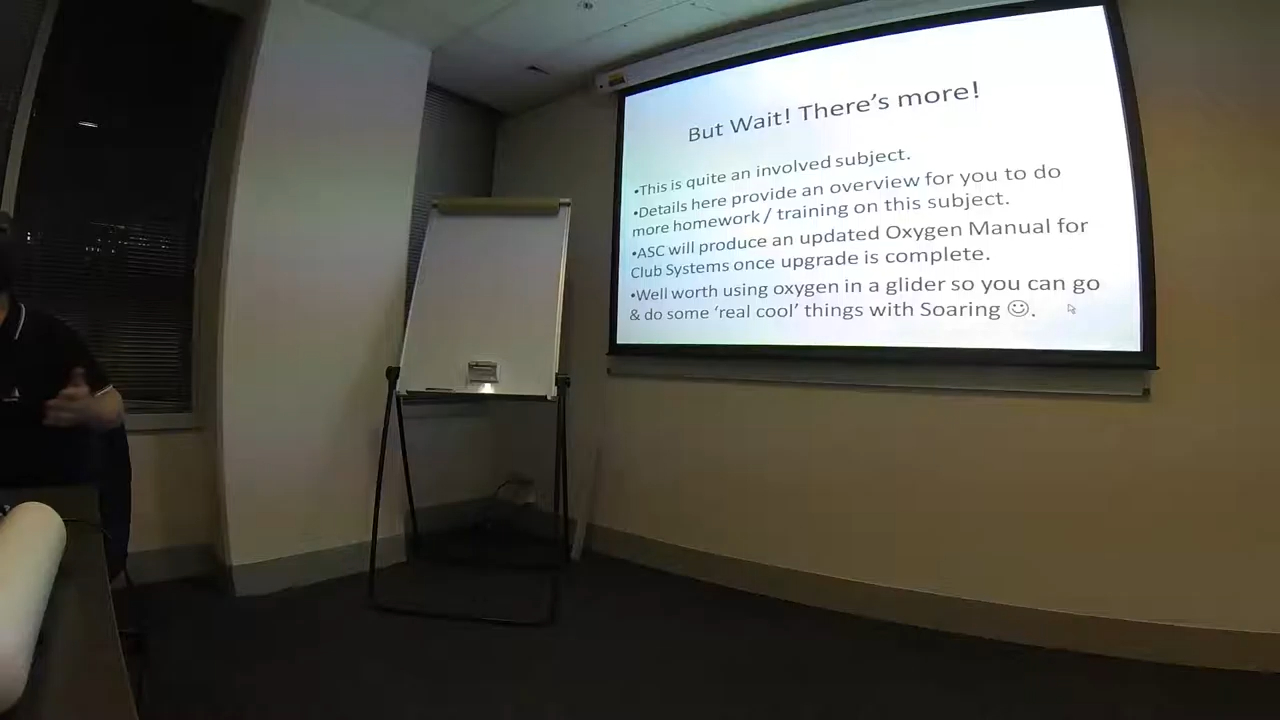 But Wait! There's more!
•This is quite an involved subject.
•Details here provide an overview for you to do
more homework / training on this subject.
•ASC will produce an updated Oxygen Manual for
Club Systems once upgrade is complete.
•Well worth using oxygen in a glider so you can go
& do some ‘real cool’ things with Soaring ☺.